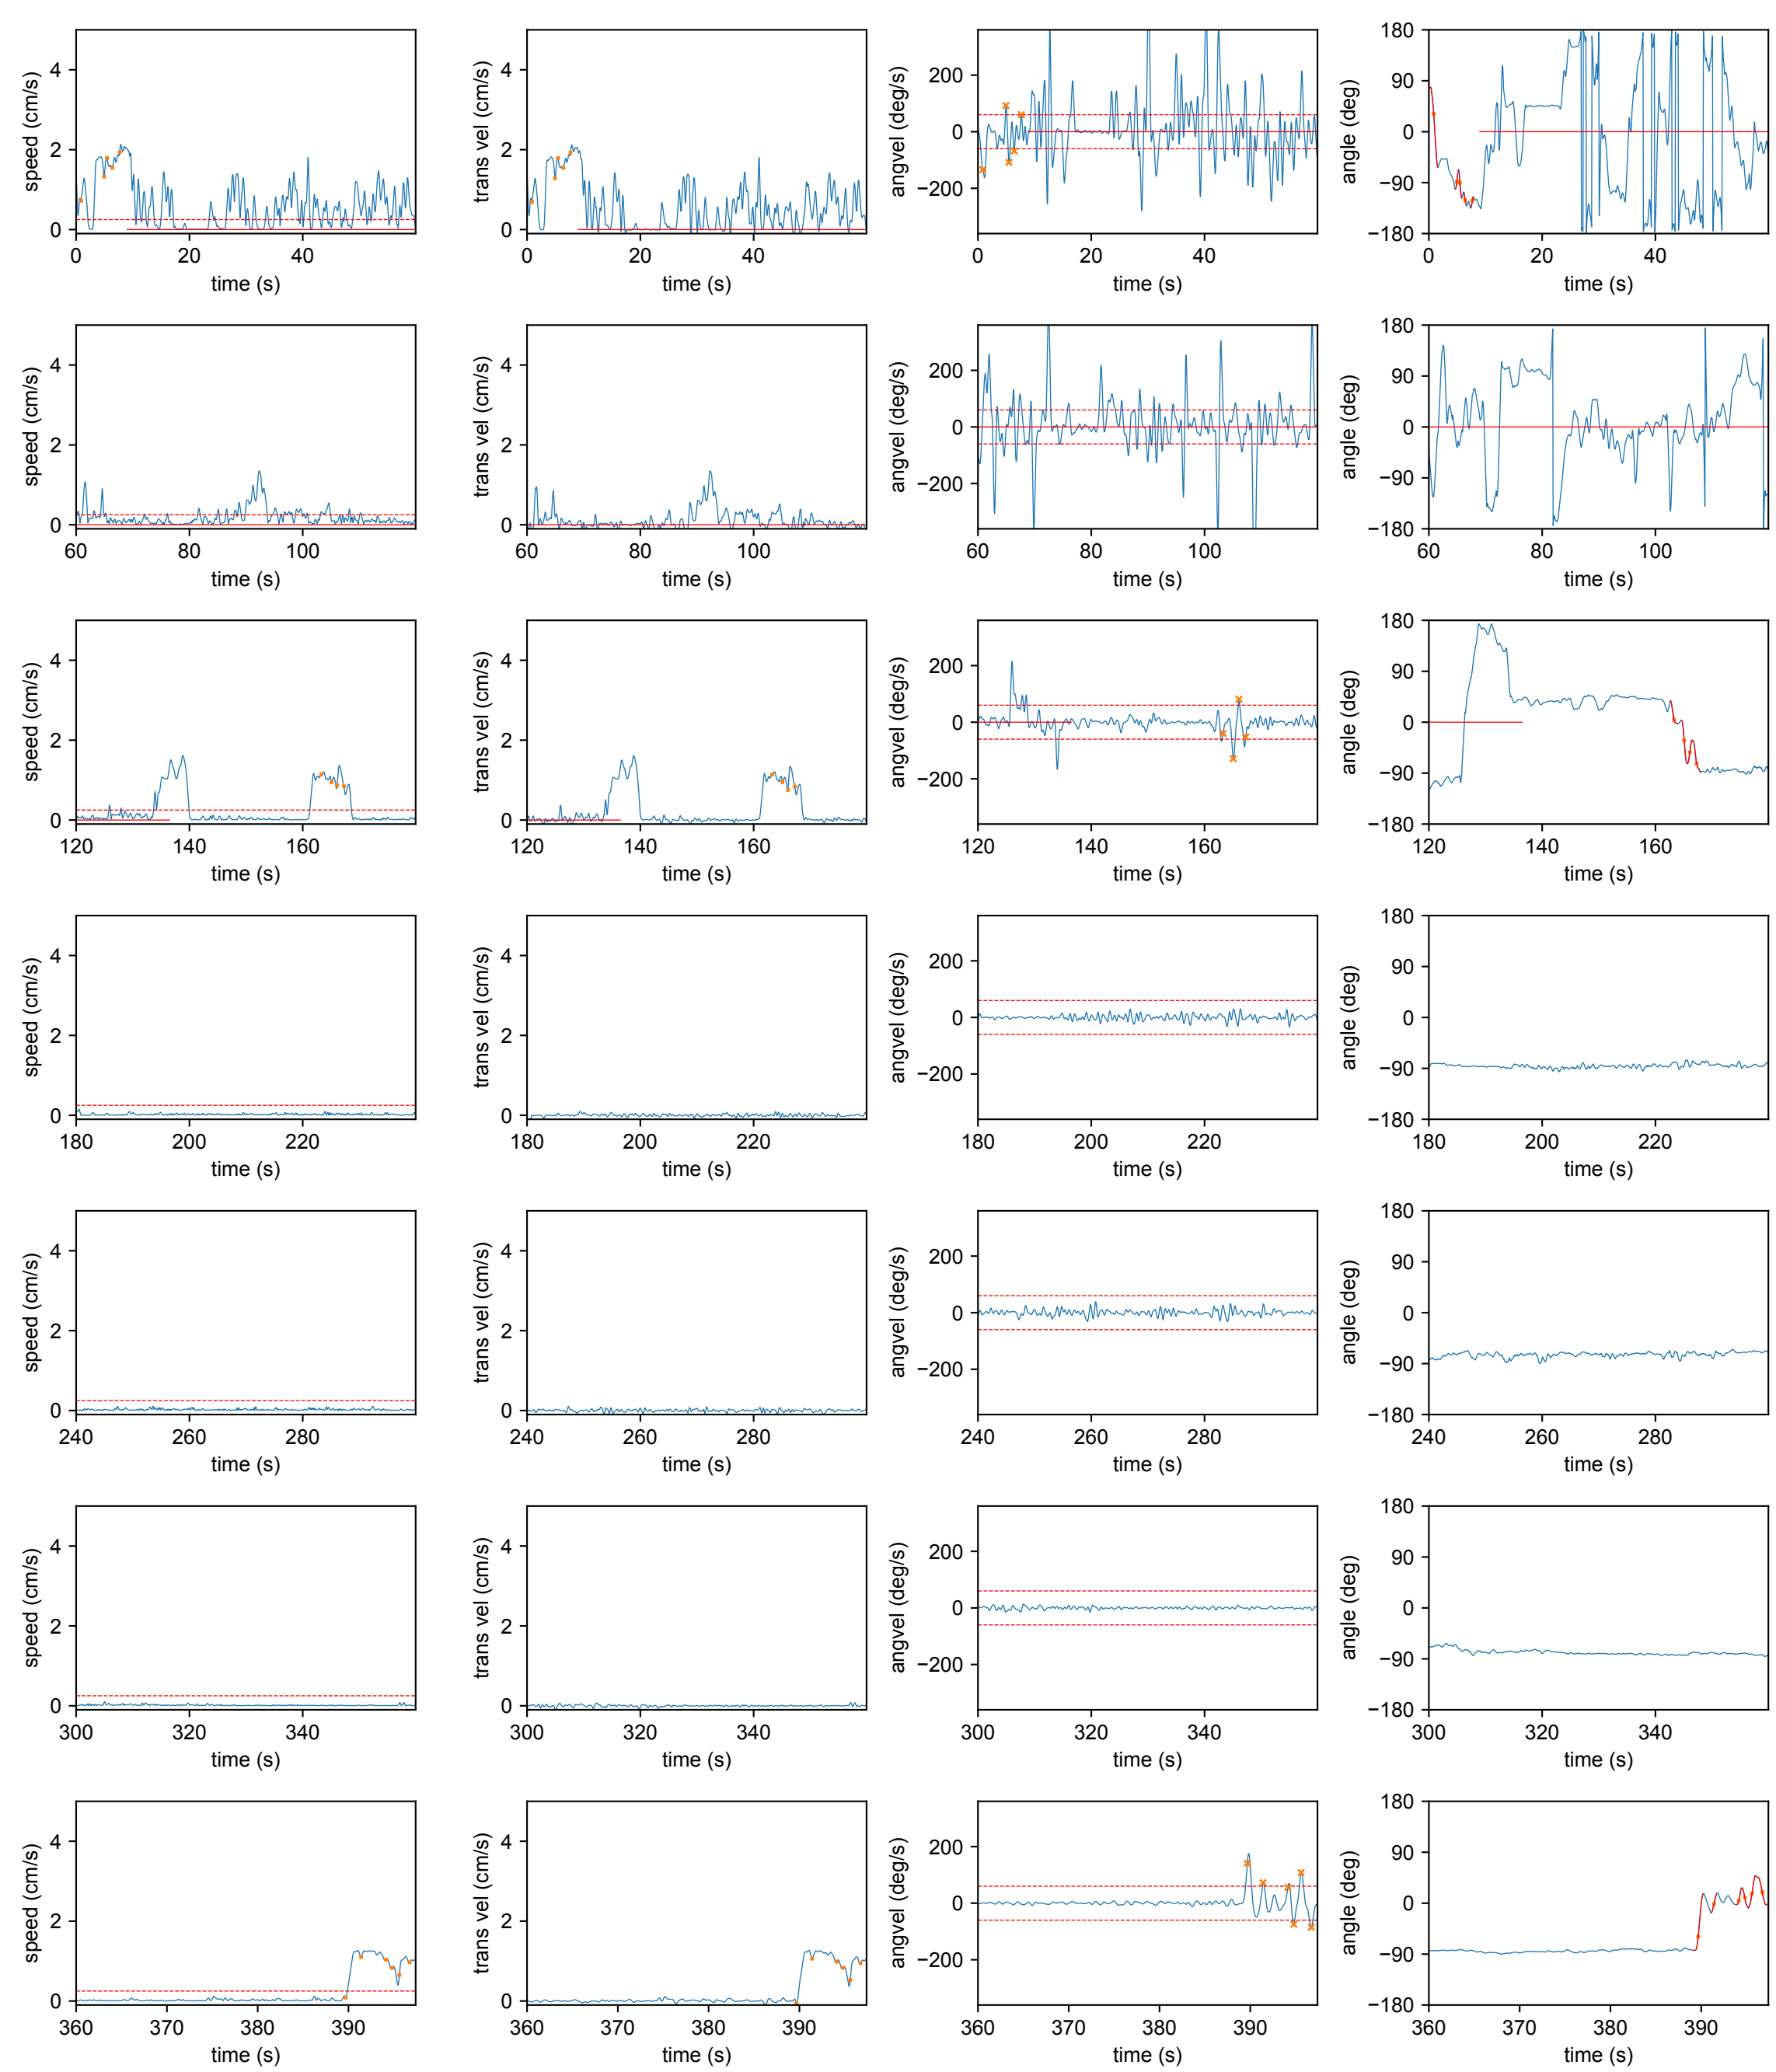 speed (cm/s)
4
2
0
0 20 40
time (s)
trans vel (cm/s)
4
2
0
0 20 40
time (s)
angvel (deg/s)
200
0
−200
0 20 40
time (s)
angle (deg)
180
90
0
−90
−180
0 20 40
time (s)
speed (cm/s)
4
2
0
60 80 100
time (s)
trans vel (cm/s)
4
2
0
60 80 100
time (s)
angvel (deg/s)
200
0
−200
60 80 100
time (s)
angle (deg)
180
90
0
−90
−180
60 80 100
time (s)
speed (cm/s)
4
2
0
120 140 160
time (s)
trans vel (cm/s)
4
2
0
120 140 160
time (s)
angvel (deg/s)
200
0
−200
120 140 160
time (s)
angle (deg)
180
90
0
−90
−180
120 140 160
time (s)
speed (cm/s)
4
2
0
180 200 220
time (s)
trans vel (cm/s)
4
2
0
180 200 220
time (s)
angvel (deg/s)
200
0
−200
180 200 220
time (s)
angle (deg)
180
90
0
−90
−180
180 200 220
time (s)
speed (cm/s)
4
2
0
240 260 280
time (s)
trans vel (cm/s)
4
2
0
240 260 280
time (s)
angvel (deg/s)
200
0
−200
240 260 280
time (s)
angle (deg)
180
90
0
−90
−180
240 260 280
time (s)
speed (cm/s)
4
2
0
300 320 340
time (s)
trans vel (cm/s)
4
2
0
300 320 340
time (s)
angvel (deg/s)
200
0
−200
300 320 340
time (s)
angle (deg)
180
90
0
−90
−180
300 320 340
time (s)
speed (cm/s)
4
2
0
360 370 380 390
time (s)
trans vel (cm/s)
4
2
0
360 370 380 390
time (s)
angvel (deg/s)
200
0
−200
360 370 380 390
time (s)
angle (deg)
180
90
0
−90
−180
360 370 380 390
time (s)